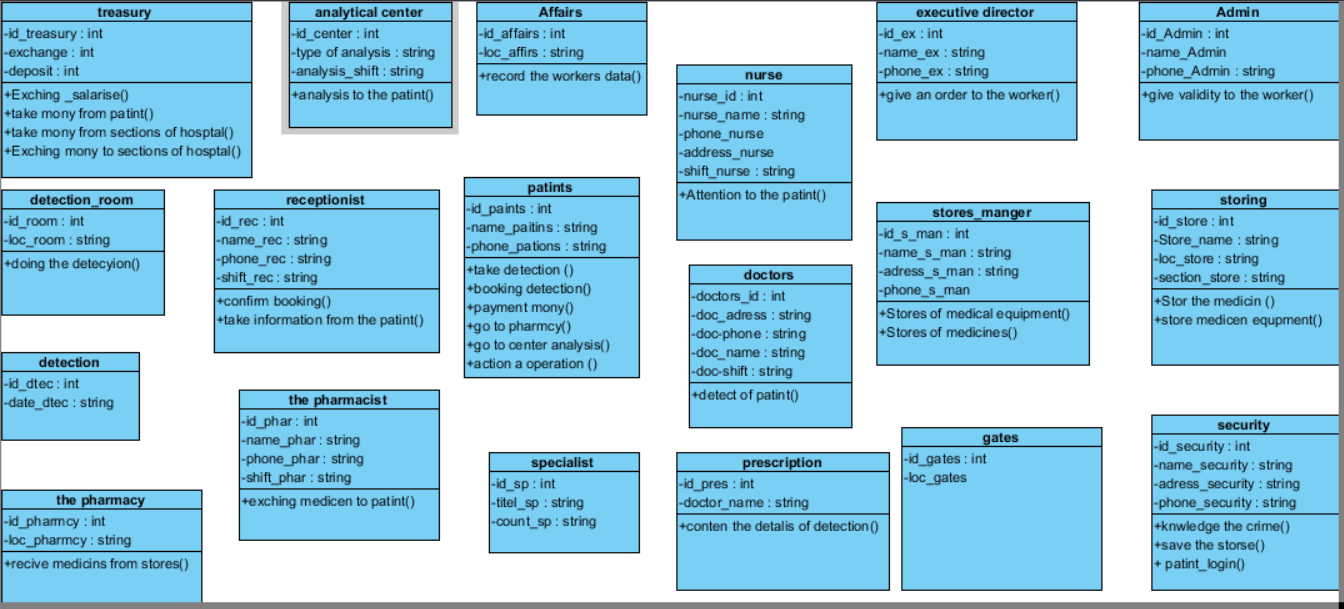 treasury
-id_treasury : int
-exchange : int
-deposit : int
+Exching _salarise()
+take mony from patint()
+take mony from sections of hosptal()
+Exching mony to sections of hosptal()
analytical center
-id_center : int
-type of analysis : string
-analysis_shift : string
+analysis to the patint()
Affairs
-id_affairs : int
-loc_affirs : string
+record the workers data()
nurse
-nurse_id : int
-nurse_name : string
-phone_nurse
-address_nurse
-shift_nurse : string
+Attention to the patint()
executive director
-id_ex : int
-name_ex : string
-phone_ex : string
+give an order to the worker()
Admin
-id_Admin : int
-name_Admin
-phone_Admin : string
+give validity to the worker()
detection_room
-id_room : int
-loc_room : string
+doing the detecyion()
receptionist
-id_rec : int
-name_rec : string
-phone_rec : string
-shift_rec : string
+confirm booking()
+take information from the patint()
patints
-id_paints : int
-name_paitins : string
-phone_pations : string
+take detection ()
+booking detection()
+payment mony()
+go to pharmcy()
+go to center analysis()
+action a operation ()
doctors
-doctors_id : int
-doc_adress : string
-doc-phone : string
-doc_name : string
-doc-shift : string
+detect of patint()
stores_manger
-id_s_man : int
-name_s_man : string
-adress_s_man : string
-phone_s_man
+Stores of medical equipment()
+Stores of medicines()
storing
-id_store : int
-Store_name : string
-loc_store : string
-section_store : string
+Stor the medicin ()
+store medicen equpment()
detection
-id_dtec : int
-date_dtec : string
the pharmacist
-id_phar : int
-name_phar : string
-phone_phar : string
-shift_phar : string
+exching medicen to patint()
specialist
-id_sp : int
-titel_sp : string
-count_sp : string
prescription
-id_pres : int
-doctor_name : string
+conten the detalis of detection()
gates
-id_gates : int
-loc_gates
security
-id_security : int
-name_security : string
-adress_security : string
-phone_security : string
+knwledge the crime()
+save the storse()
+ patint_login()
the pharmacy
-id_pharmcy : int
-loc_pharmcy : string
+recive medicins from stores()